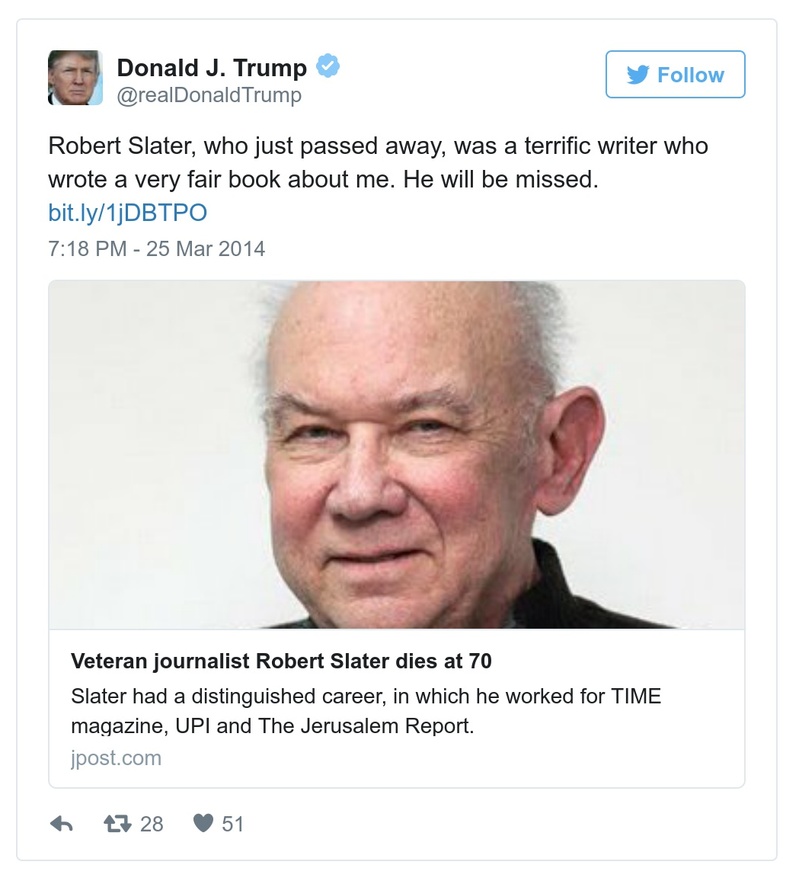 Donald J. Trump
@realDonaldTrump
Follow
Robert Slater, who just passed away, was a terrific writer who
wrote a very fair book about me. He will be missed.
bit.ly/1jDBTPO
7:18 PM - 25 Mar 2014
Veteran journalist Robert Slater dies at 70
Slater had a distinguished career, in which he worked for TIME
magazine, UPI and The Jerusalem Report.
jpost.com
28 51